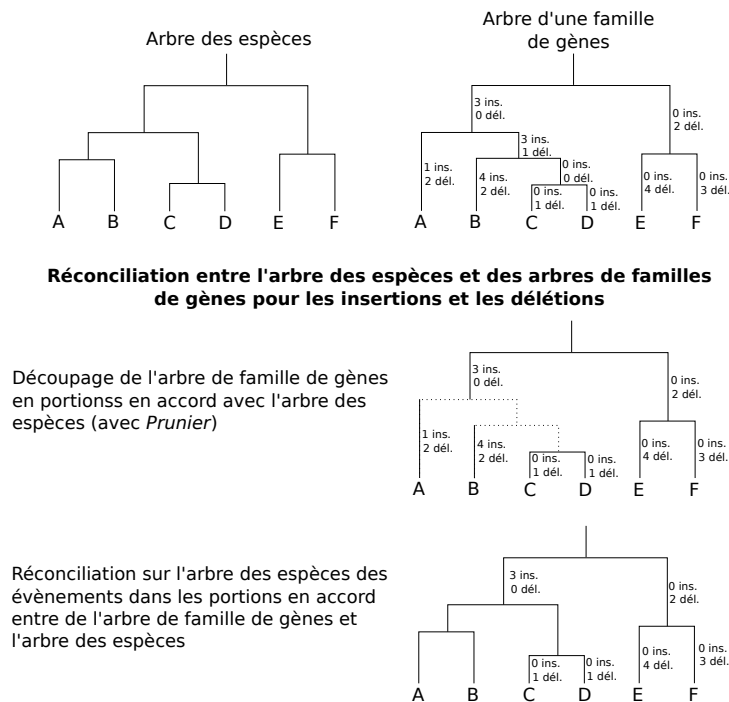 Arbre des espèces
Arbre d'une famille
de gènes
3 ins.
0 dél.
0 ins.
2 dél.
3 ins.
1 dél.
1 ins.
2 dél.
4 ins.
2 dél.
0 ins.
0 dél.
0 ins.
1 dél.
0 ins.
1 dél.
0 ins.
4 dél.
0 ins.
3 dél.
A B C D E F
A B C D E F
Réconciliation entre l'arbre des espèces et des arbres de familles
de gènes pour les insertions et les délétions
Découpage de l'arbre de famille de gènes
en portionss en accord avec l'arbre des
espèces (avec Prunier)
3 ins.
0 dél.
0 ins.
2 dél.
1 ins.
2 dél.
4 ins.
2 dél.
0 ins.
1 dél.
0 ins.
1 dél.
0 ins.
4 dél.
0 ins.
3 dél.
A B C D E F
Réconciliation sur l'arbre des espèces des
évènements dans les portions en accord
entre de l'arbre de famille de gènes et
l'arbre des espèces
3 ins.
0 dél.
0 ins.
2 dél.
0 ins.
1 dél.
0 ins.
1 dél.
0 ins.
4 dél.
0 ins.
3 dél.
A B C D E F